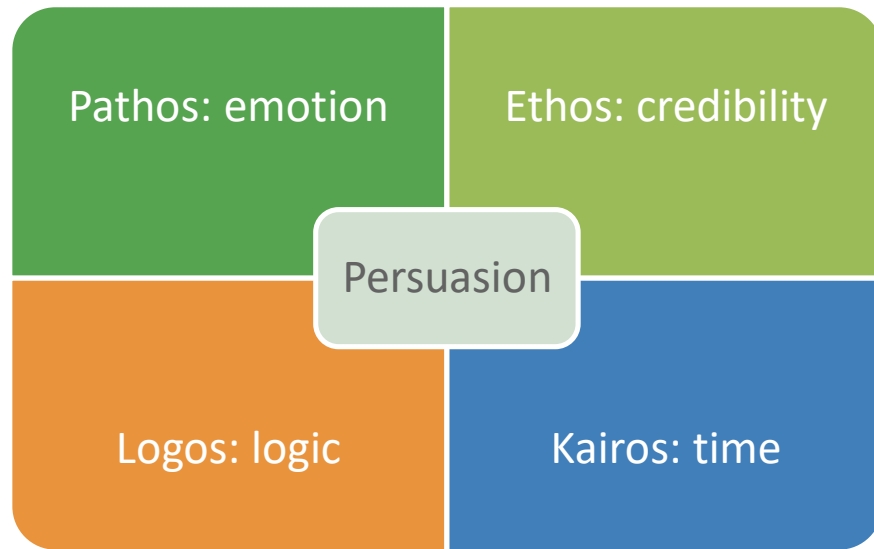 Pathos: emotion
Ethos: credibility
Persuasion
Logos: logic
Kairos: time